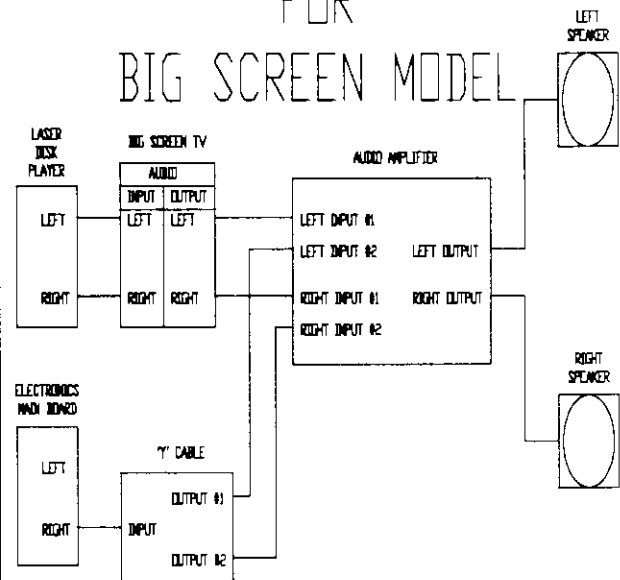 FOR
BIG SCREEN MODEL
LEFT
SPEAKER
LASER
DISK
PLAYER
LEFT
RIGHT
BIG SCREEN TV
AUDIO
INPUT OUTPUT
LEFT LEFT
RIGHT RIGHT
AUDIO AMPLIFIER
LEFT INPUT #1
LEFT INPUT #2
RIGHT INPUT #1
RIGHT INPUT #2
LEFT OUTPUT
RIGHT OUTPUT
RIGHT
SPEAKER
ELECTRONICS
MAIN BOARD
LEFT
RIGHT
'Y' CABLE
OUTPUT #1
INPUT
OUTPUT #2